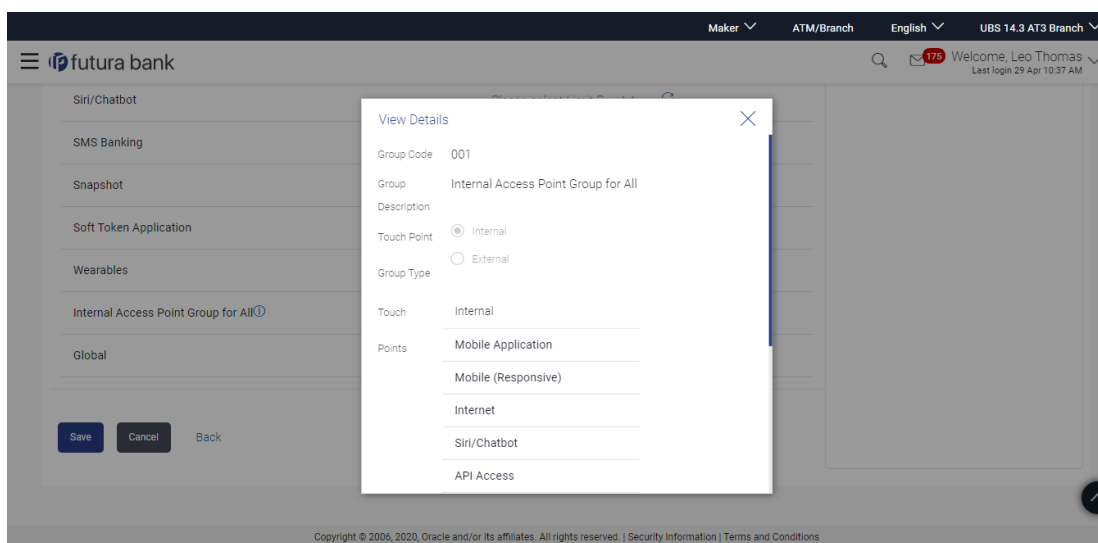 Maker ATM/Branch English UBS 14.3 AT3 Branch
futura bank
175
Welcome, Leo Thomas
Last login 29 Apr 10:37 AM
Siri/Chatbot
SMS Banking
Snapshot
Soft Token Application
Wearables
Internal Access Point Group for All
Global
Save Cancel Back
View Details
Group Code 001
Group Internal Access Point Group for All
Description
Touch Point Internal
External
Group Type
Touch Internal
Points Mobile Application
Mobile (Responsive)
Internet
Siri/Chatbot
API Access
Copyright © 2006, 2020, Oracle and/or its affiliates. All rights reserved. | Security Information | Terms and Conditions